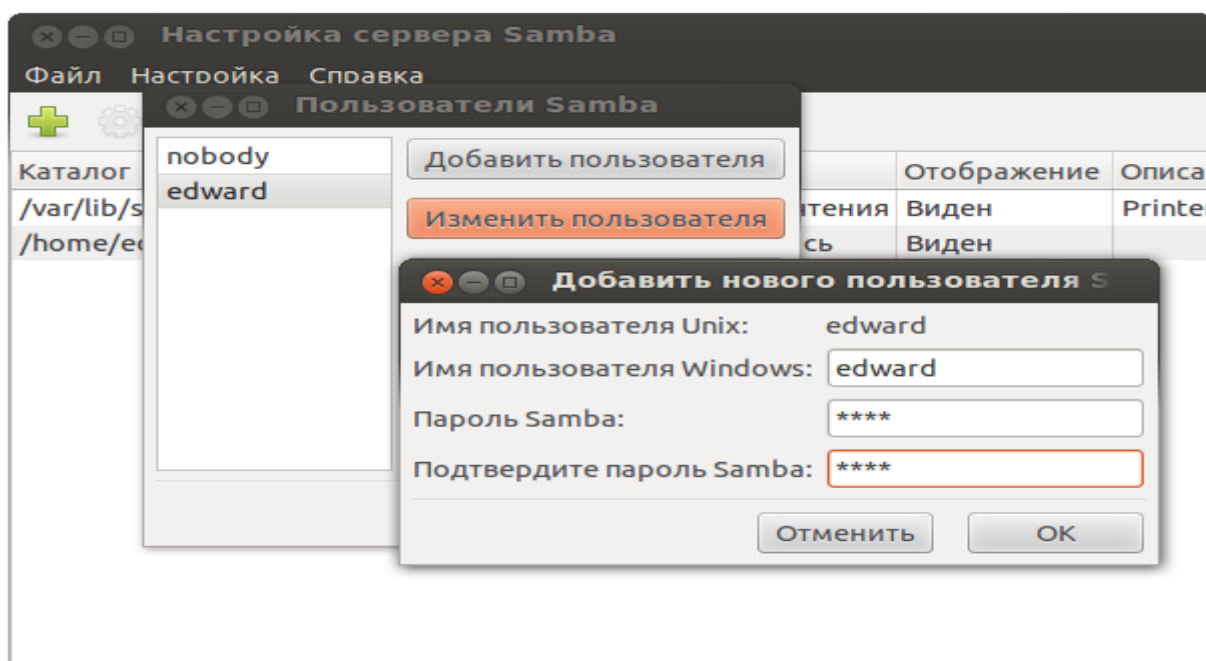 Настройка сервера Samba
Файл Настройка Справка
Пользователи Samba
nobody
edward
Добавить пользователя
Изменить пользователя
Каталог Отображение
/var/lib/s Виден
/home/ Виден
Добавить нового пользователя S
Имя пользователя Unix: edward
Имя пользователя Windows: edward
Пароль Samba: ****
Подтвердите пароль Samba: ****
Отменить OK